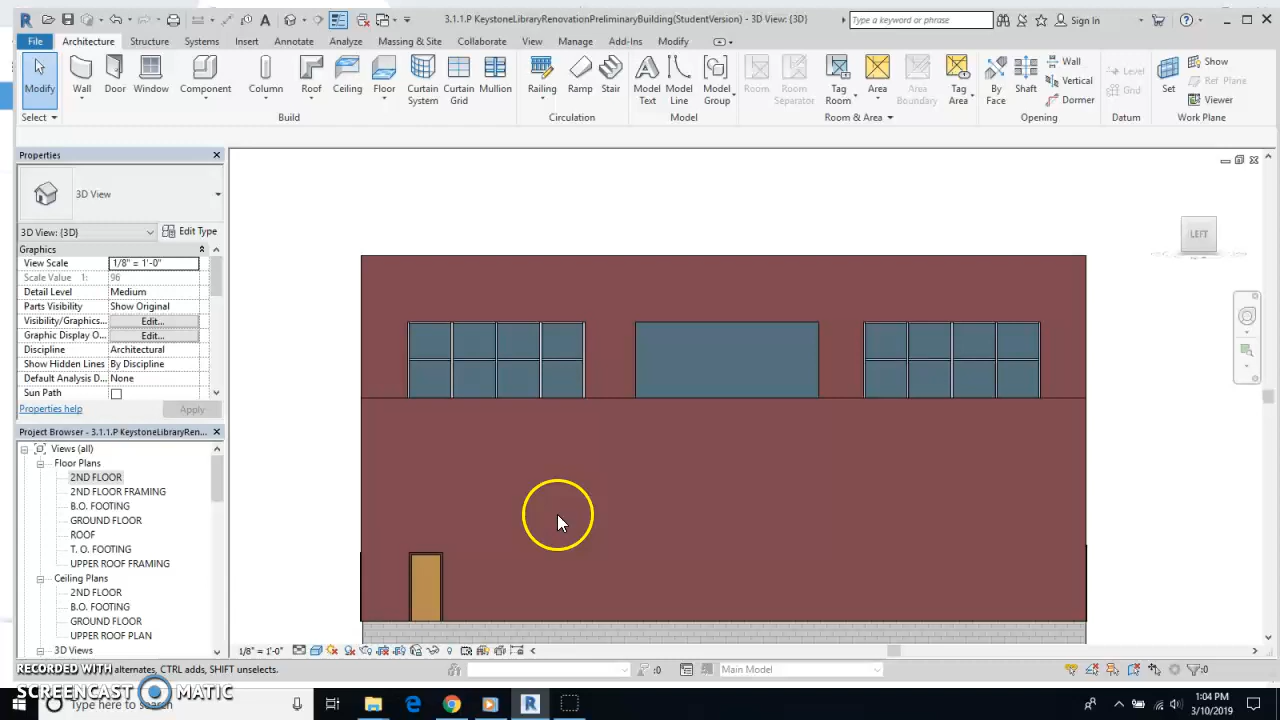 3.1.1.P KeystoneLibraryRenovationPreliminaryBuilding(StudentVersion) - 3D View: {3D}
Type a keyword or phrase
Sign In
File Architecture Structure Systems Insert Annotate Analyze Massing & Site Collaborate View Manage Add-Ins Modify
Modify Wall Door Window Component Column Roof Ceiling Floor Curtain System Curtain Grid Mullion Railing Ramp Stair Model Text Model Line Model Group Room Room Separator Tag Room Area Area Boundary Tag Area By Face Shaft Wall Vertical Dormer Level Grid Set Show Ref Plane Viewer
Select Build Circulation Model Room & Area Opening Datum Work Plane
Properties
3D View
3D View: {3D} Edit Type
Graphics
View Scale 1/8" = 1'-0"
Scale Value 1: 96
Detail Level Medium
Parts Visibility Show Original
Visibility/Graphics... Edit...
Graphic Display O... Edit...
Discipline Architectural
Show Hidden Lines By Discipline
Default Analysis D... None
Sun Path
Properties help Apply
Project Browser - 3.1.1.P KeystoneLibraryRen...
Views (all)
Floor Plans
2ND FLOOR
2ND FLOOR FRAMING
B.O. FOOTING
GROUND FLOOR
ROOF
T. O. FOOTING
UPPER ROOF FRAMING
Ceiling Plans
2ND FLOOR
B.O. FOOTING
GROUND FLOOR
UPPER ROOF PLAN
3D Views
LEFT
1/8" = 1'-0"
RECORDED WITH
alternates, CTRL adds, SHIFT unselects.
:0 Main Model :0
SCREENCAST MATIC
Type here to search
1:04 PM
3/10/2019